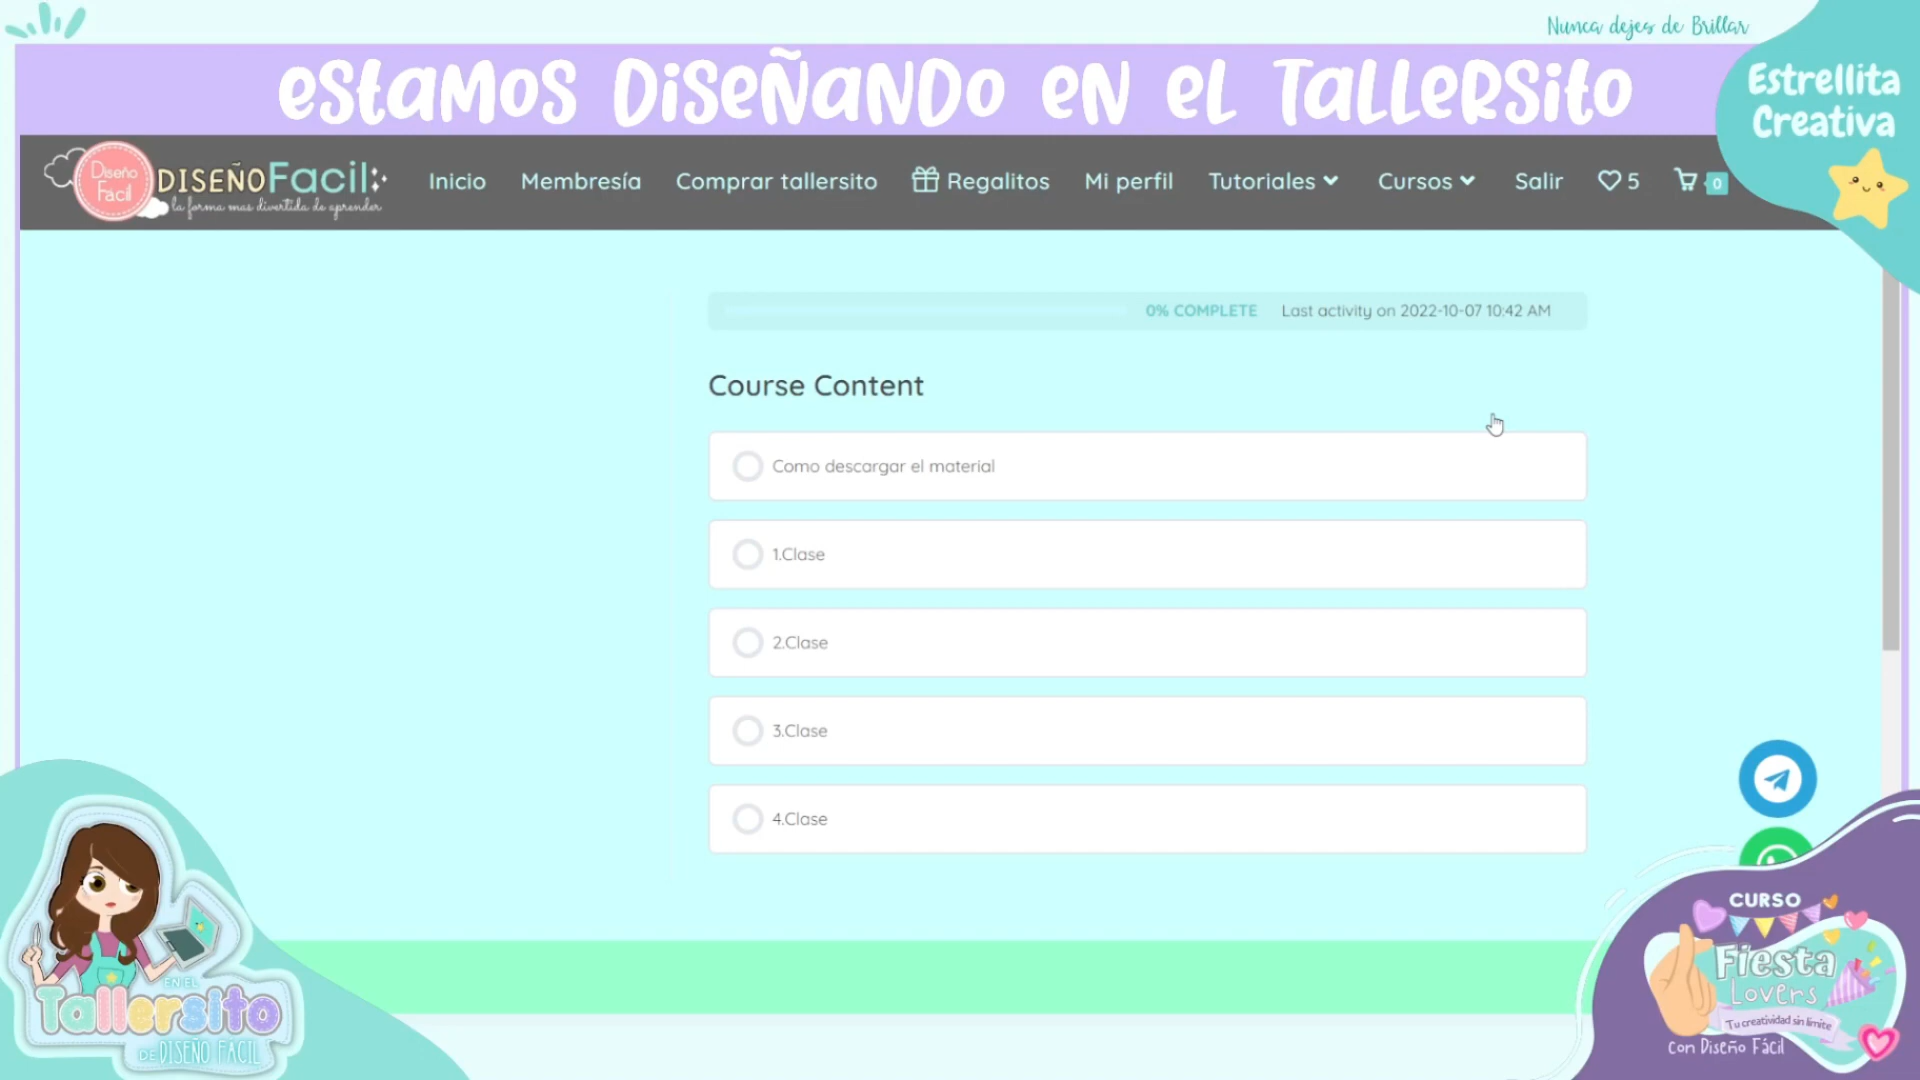 Nunca dejes de Brillar
estamos Diseñando en el Tallersito
Estrellita
Creativa
Diseño
Fácil
DISEÑOFacil
la forma mas divertida de aprender
Inicio
Membresía
Comprar tallersito
Regalitos
Mi perfil
Tutoriales
Cursos
Salir
5
0
0% COMPLETE
Last activity on 2022-10-07 10:42 AM
Course Content
Como descargar el material
1.Clase
2.Clase
3.Clase
4.Clase
EN EL
Tallersito
DE DISEÑO FACIL
CURSO
Fiesta
Lovers
Tu creatividad sin limite
con Diseño Fácil